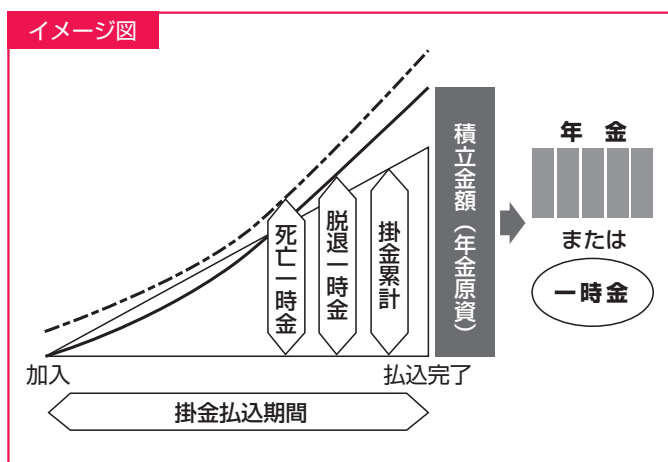 イメージ図
死亡一時金
脱退一時金
掛金累計
積立金額（年金原資）
年金
または
一時金
加入
払込完了
掛金払込期間